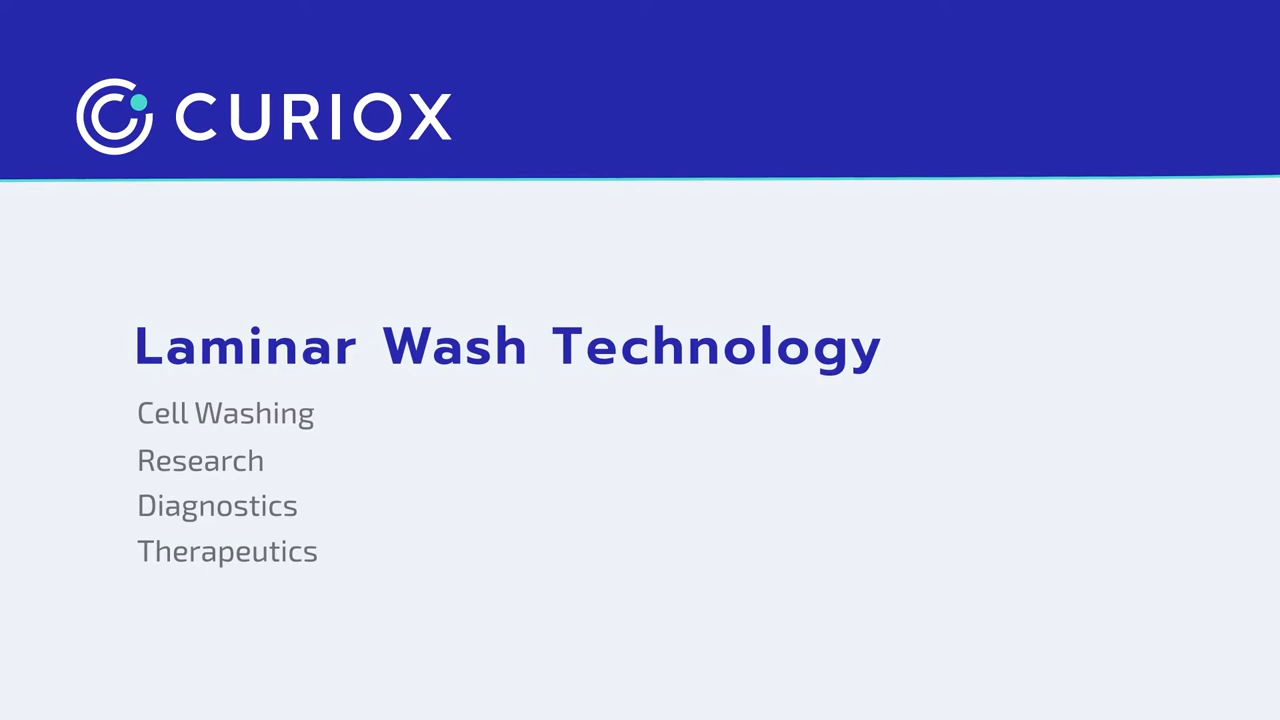 CURIOX
Laminar Wash Technology
Cell Washing
Research
Diagnostics
Therapeutics